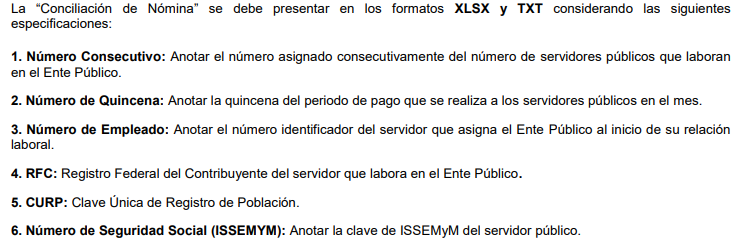 La “Conciliación de Nómina” se debe presentar en los formatos XLSX y TXT considerando las siguientes
especificaciones:
1. Número Consecutivo: Anotar el número asignado consecutivamente del número de servidores públicos que laboran
en el Ente Público.
2. Número de Quincena: Anotar la quincena del periodo de pago que se realiza a los servidores públicos en el mes.
3. Número de Empleado: Anotar el número identificador del servidor que asigna el Ente Público al inicio de su relación
laboral.
4. RFC: Registro Federal del Contribuyente del servidor que labora en el Ente Público.
5. CURP: Clave Única de Registro de Población.
6. Número de Seguridad Social (ISSEMYM): Anotar la clave de ISSEMyM del servidor público.